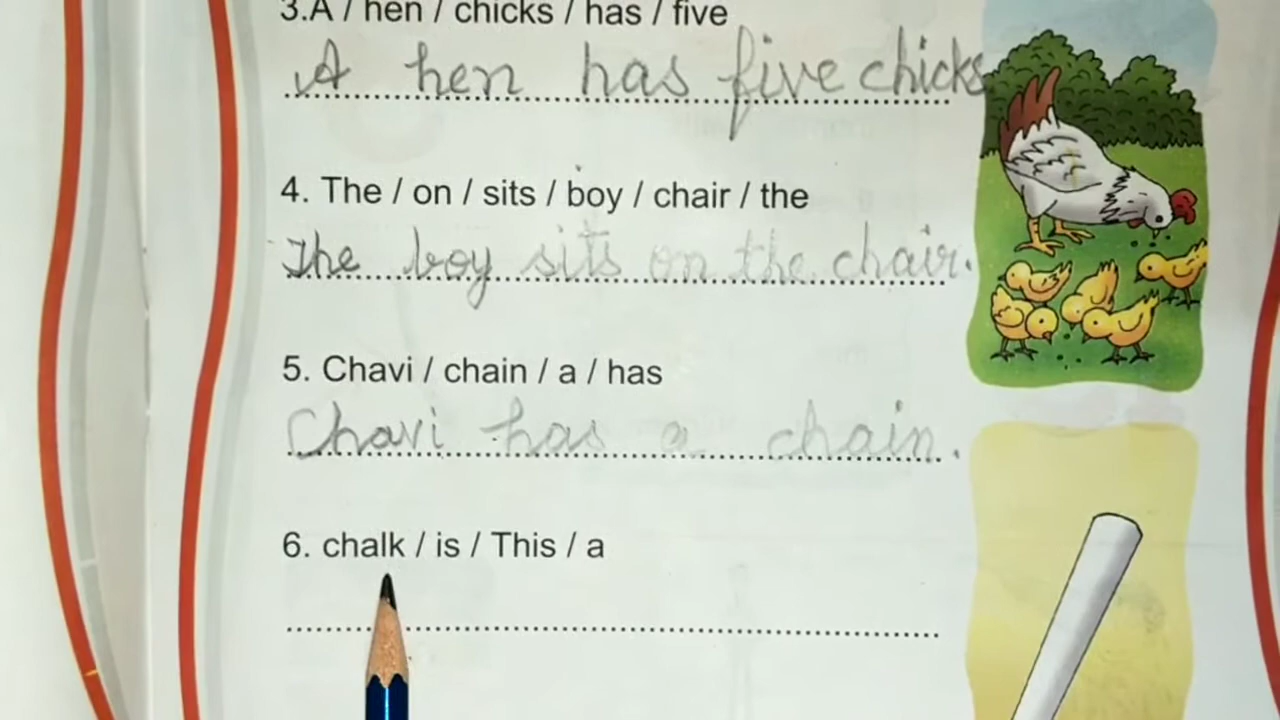 3.A / hen / chicks / has / five
A hen has five chicks
4. The / on / sits / boy / chair / the
The boy sits on the chair.
5. Chavi / chain / a / has
Chavi has a chain.
6. chalk / is / This / a